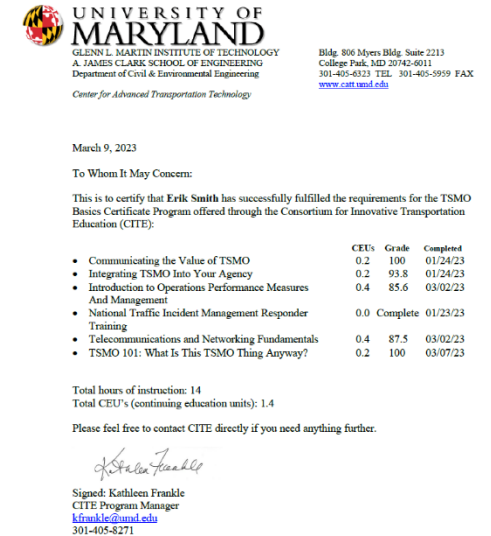 UNIVERSITY OF
MARYLAND
GLENN L. MARTIN INSTITUTE OF TECHNOLOGY
A. JAMES CLARK SCHOOL OF ENGINEERING
Department of Civil & Environmental Engineering
Center for Advanced Transportation Technology
Bldg. 806 Myers Bldg. Suite 2213
College Park, MD 20742-6011
301-405-6323 TEL 301-405-5959 FAX
www.catt.umd.edu
March 9, 2023
To Whom It May Concern:
This is to certify that Erik Smith has successfully fulfilled the requirements for the TSMO
Basics Certificate Program offered through the Consortium for Innovative Transportation
Education (CITE):
CEUs Grade Completed
• Communicating the Value of TSMO 0.2 100 01/24/23
• Integrating TSMO Into Your Agency 0.2 93.8 01/24/23
• Introduction to Operations Performance Measures 0.4 85.6 03/02/23
And Management
• National Traffic Incident Management Responder 0.0 Complete 01/23/23
Training
• Telecommunications and Networking Fundamentals 0.4 87.5 03/02/23
• TSMO 101: What Is This TSMO Thing Anyway? 0.2 100 03/07/23
Total hours of instruction: 14
Total CEU's (continuing education units): 1.4
Please feel free to contact CITE directly if you need anything further.
Kathleen Frankle
Signed: Kathleen Frankle
CITE Program Manager
kfrankle@umd.edu
301-405-8271